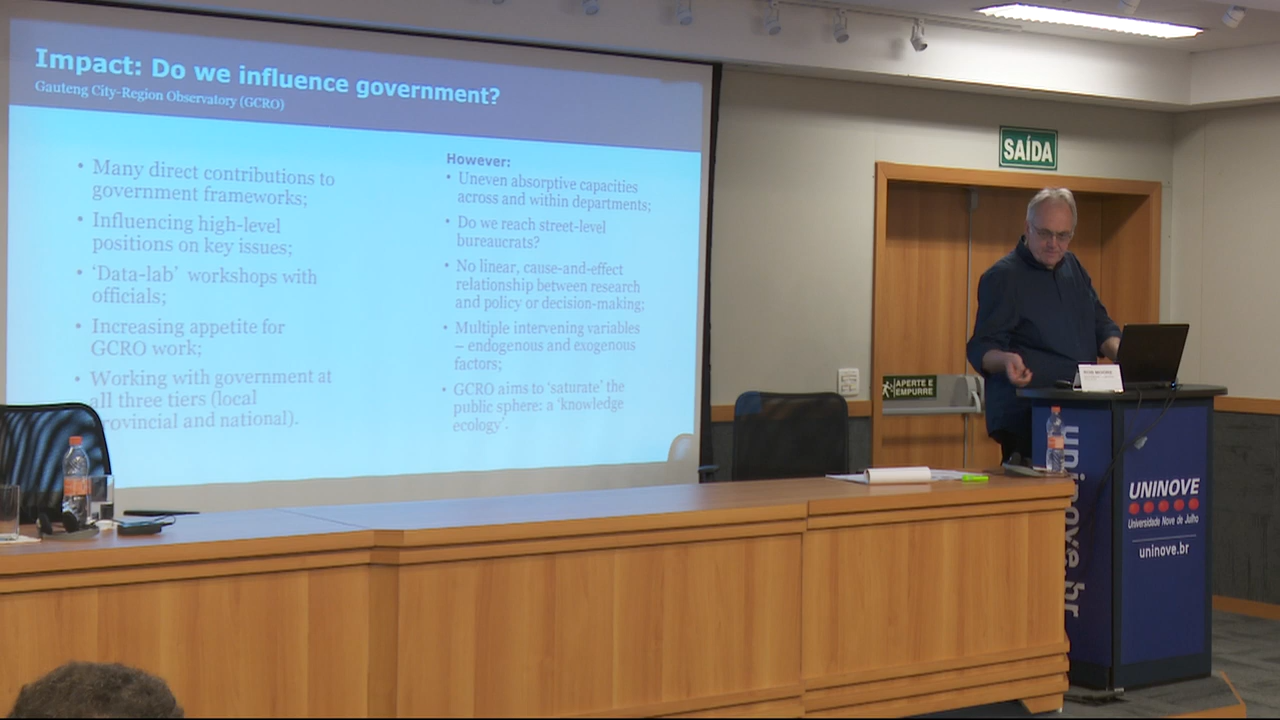 Impact: Do we influence government?
Gauteng City-Region Observatory (GCRO)
• Many direct contributions to
government frameworks;
• Influencing high-level
positions on key issues;
• ‘Data-lab’ workshops with
officials;
• Increasing appetite for
GCRO work;
• Working with government at
all three tiers (local
rovincial and national).
However:
• Uneven absorptive capacities
across and within departments;
• Do we reach street-level
bureaucrats?
• No linear, cause-and-effect
relationship between research
and policy or decision-making;
• Multiple intervening variables
– endogenous and exogenous
factors;
• GCRO aims to ‘saturate’ the
public sphere: a ‘knowledge
ecology’.
SAÍDA
APERTE E
EMPURRE
uninove.br
UNINOVE
Universidade Nove de Julho
uninove.br